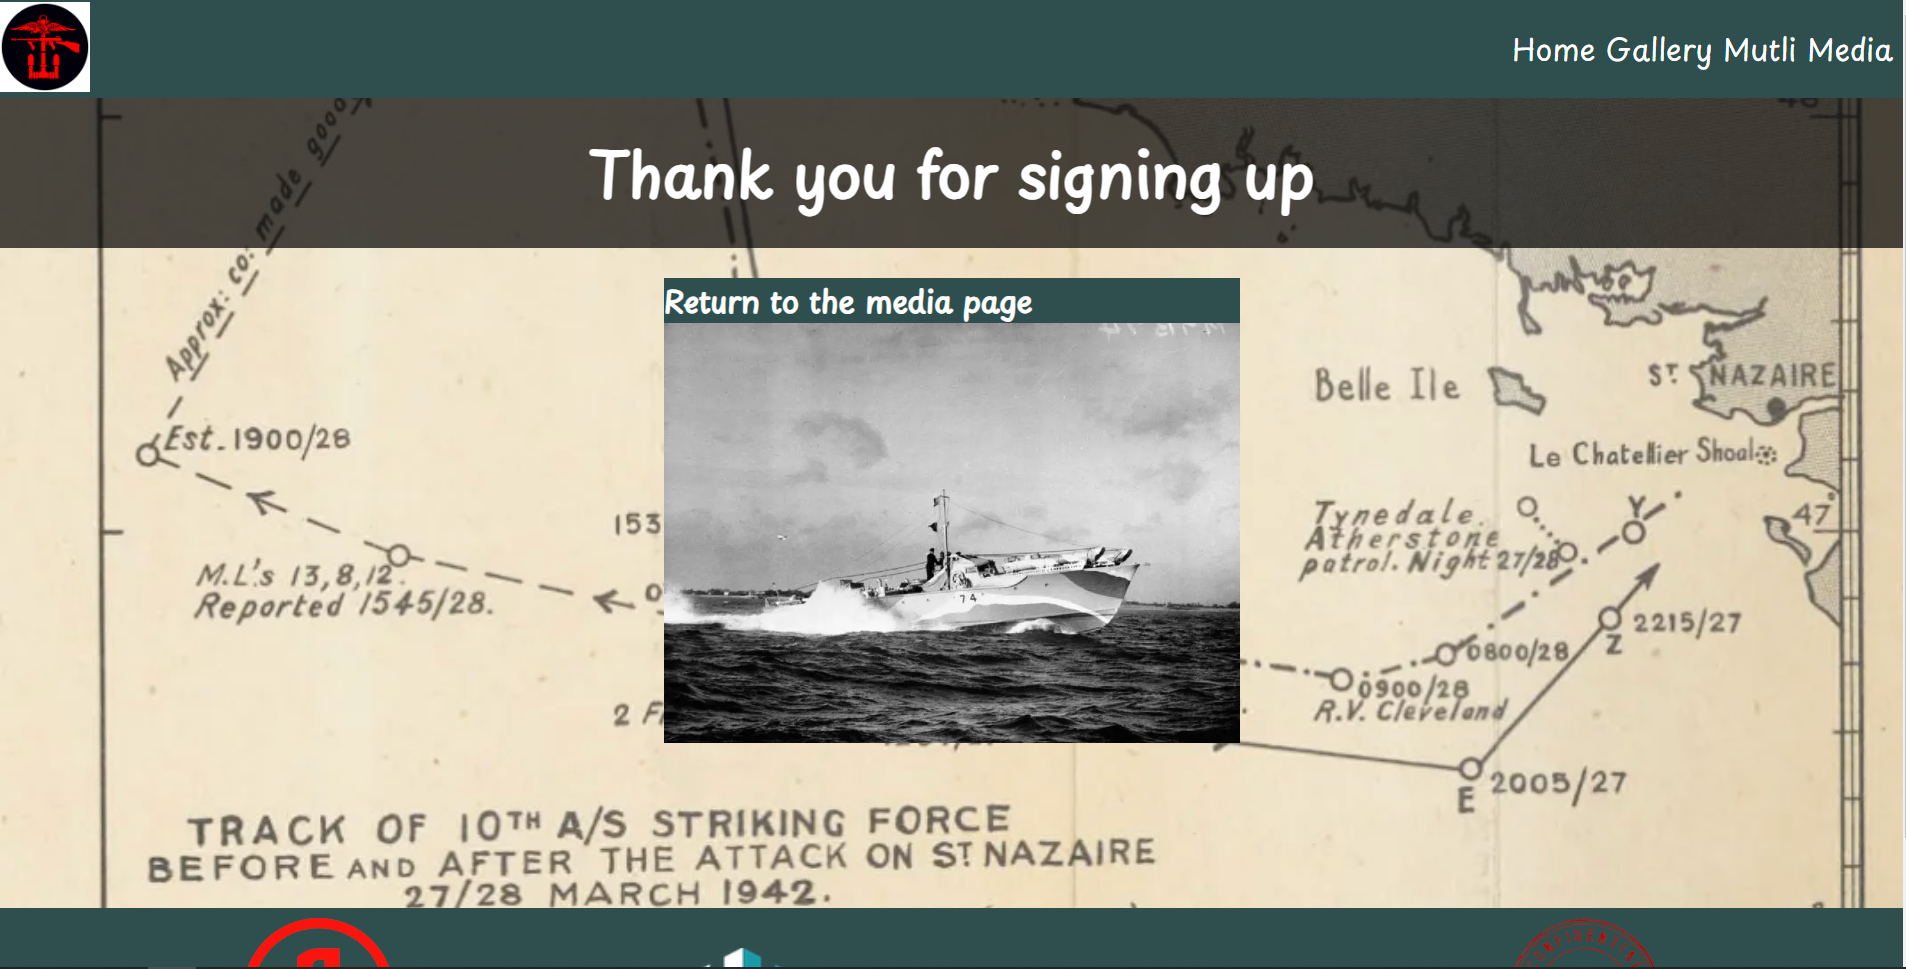 Home Gallery Mutli Media
Thank you for signing up
Return to the media page
Approx: co: made good
Est. 1900/28
M.L's 13,8,12.
Reported 1545/28.
153
2
74
Belle Ile
ST. NAZAIRE
Le Chatellier Shoal
Tynedale.
Atherstone
patrol. Night 27/28
Y
47
2215/27
Z
0800/28
0900/28
R.V. Cleveland
2005/27
E
TRACK OF 10TH A/S STRIKING FORCE
BEFORE AND AFTER THE ATTACK ON ST NAZAIRE
27/28 MARCH 1942.